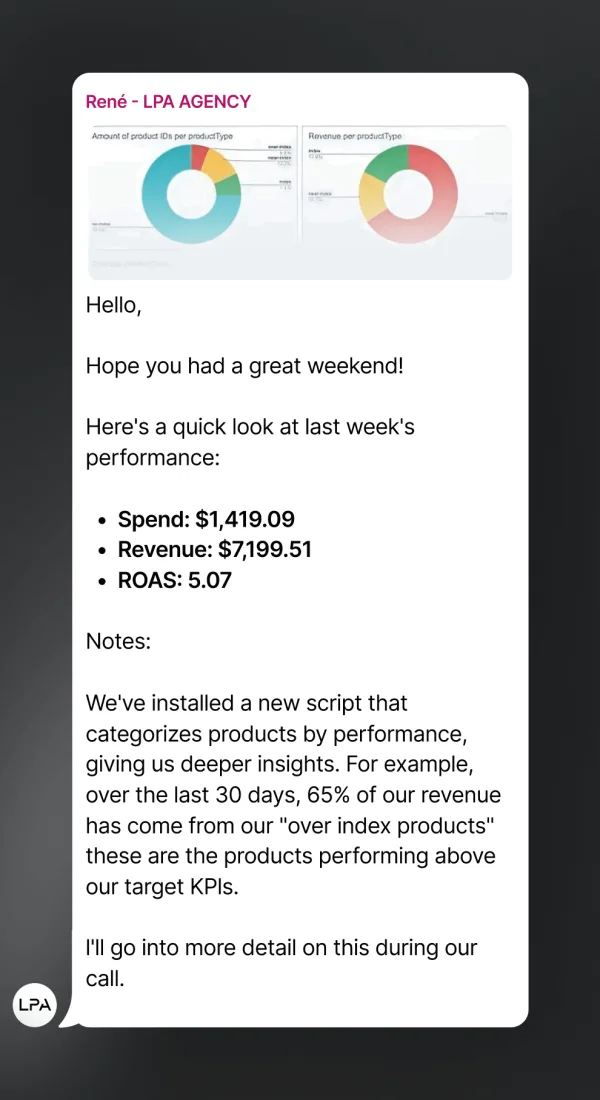 René - LPA AGENCY
Amount of product IDs per productType
Revenue per productType
index
Hello,
Hope you had a great weekend!
Here's a quick look at last week's
performance:
• Spend: $1,419.09
• Revenue: $7,199.51
• ROAS: 5.07
Notes:
We've installed a new script that
categorizes products by performance,
giving us deeper insights. For example,
over the last 30 days, 65% of our revenue
has come from our "over index products"
these are the products performing above
our target KPIs.
I'll go into more detail on this during our
call.
LPA